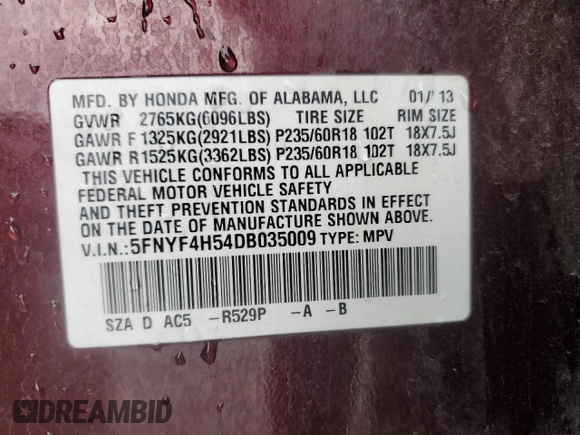 MFD. BY HONDA MFG. OF ALABAMA, LLC 01/'13
GVWR 2765KG(6096LBS) TIRE SIZE RIM SIZE
GAWR F 1325KG(2921LBS) P235/60R18 102T 18X7.5J
GAWR R1525KG(3362LBS) P235/60R18 102T 18X7.5J
THIS VEHICLE CONFORMS TO ALL APPLICABLE
FEDERAL MOTOR VEHICLE SAFETY
AND THEFT PREVENTION STANDARDS IN EFFECT
ON THE DATE OF MANUFACTURE SHOWN ABOVE.
V.I.N.: 5FNYF4H54DB035009 TYPE: MPV
SZA D AC5 -R529P -A -B
DREAMBID